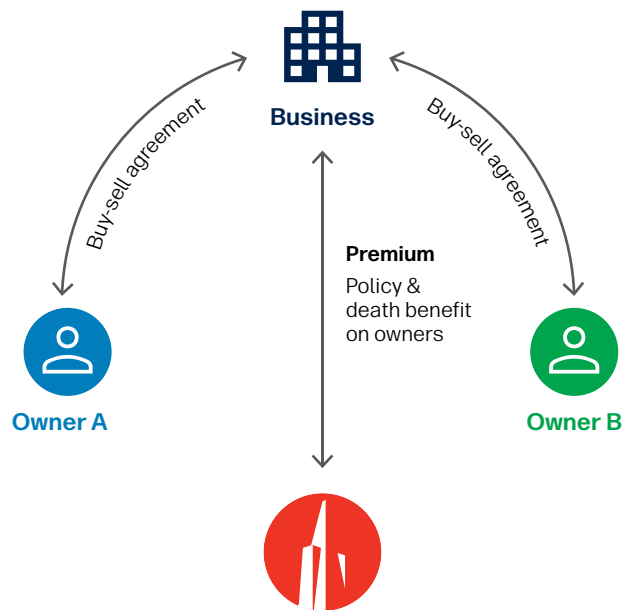 Business
Buy-sell agreement
Buy-sell agreement
Premium
Policy &
death benefit
on owners
Owner A
Owner B